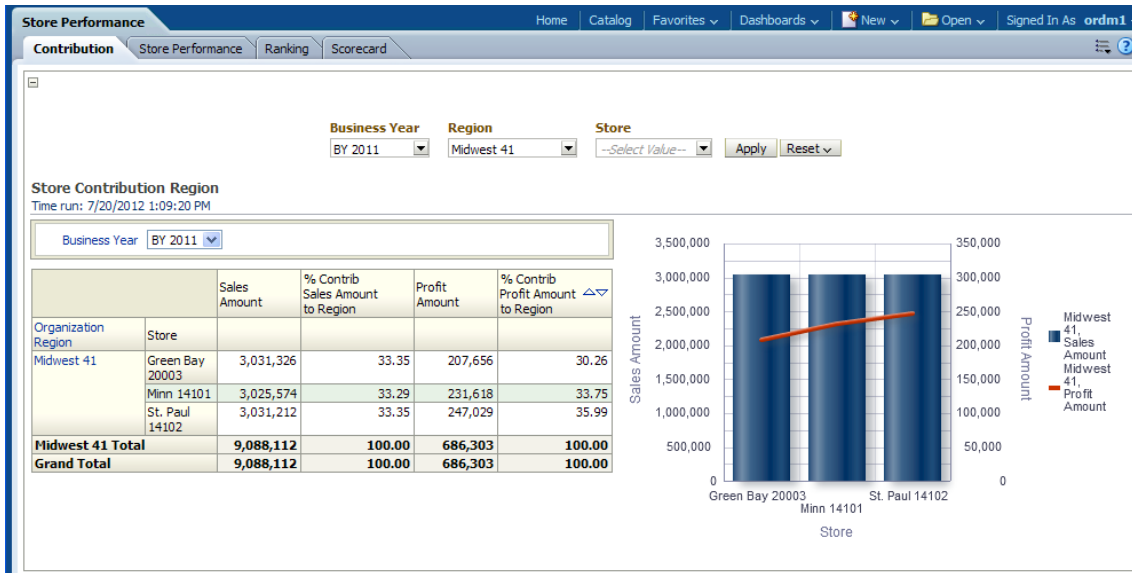 Store Performance
Home Catalog Favorites Dashboards New Open Signed In As ordm1
Contribution Store Performance Ranking Scorecard
Business Year Region Store
BY 2011 Midwest 41 --Select Value-- Apply Reset
Store Contribution Region
Time run: 7/20/2012 1:09:20 PM
Business Year BY 2011
Sales Amount
% Contrib Sales Amount to Region
Profit Amount
% Contrib Profit Amount to Region
Organization Region
Store
Midwest 41
Green Bay 20003 3,031,326 33.35 207,656 30.26
Minn 14101 3,025,574 33.29 231,618 33.75
St. Paul 14102 3,031,212 33.35 247,029 35.99
Midwest 41 Total 9,088,112 100.00 686,303 100.00
Grand Total 9,088,112 100.00 686,303 100.00
Sales Amount
3,500,000
3,000,000
2,500,000
2,000,000
1,500,000
1,000,000
500,000
0
350,000
300,000
250,000
200,000
150,000
100,000
50,000
0
Profit Amount
Green Bay 20003
Minn 14101
St. Paul 14102
Store
Midwest
41,
Sales
Amount
Midwest
41,
Profit
Amount